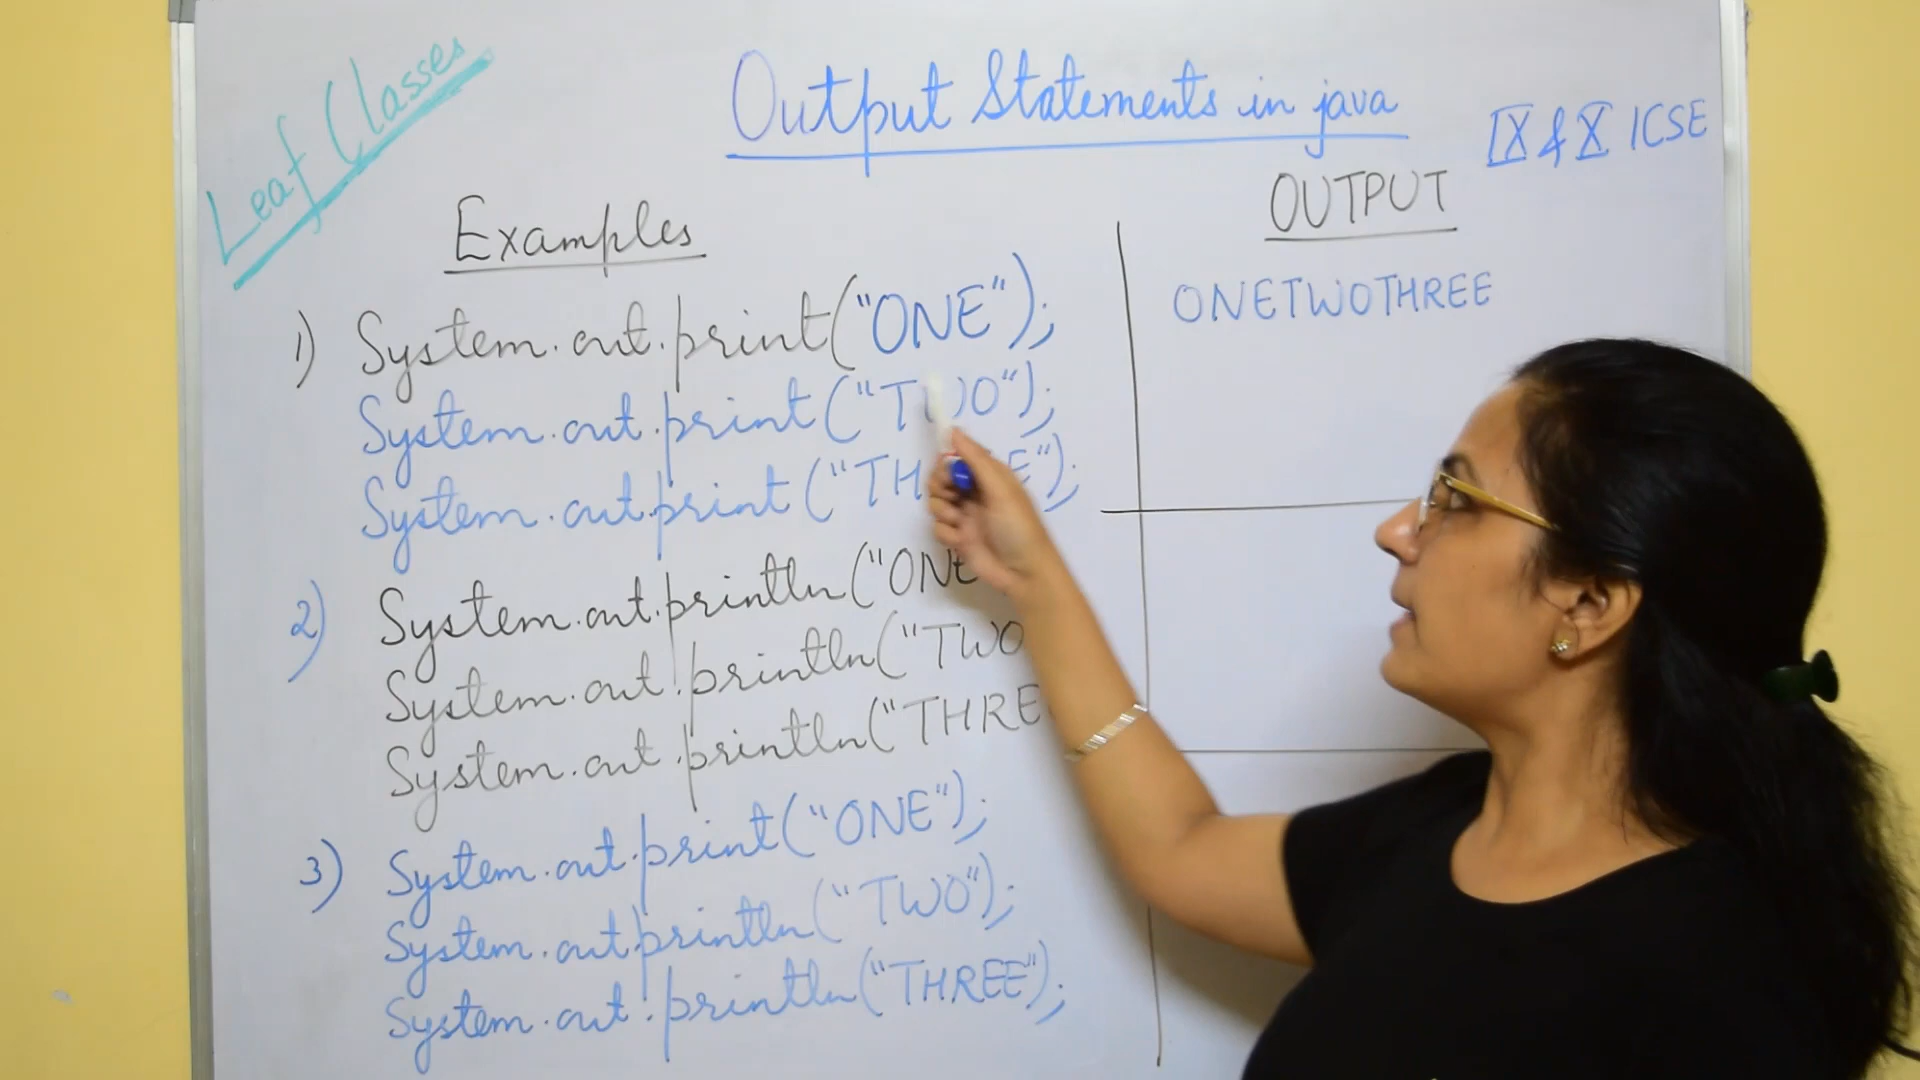 Leaf Classes
Output Statements in java
IX & X ICSE
Examples
OUTPUT
1) System.out.print("ONE");
System.out.print("TWO");
System.out.print("TH E");
ONETWOTHREE
2) System.out.println("ONE
System.out.println("TWO
System.out.println("THRE
3) System.out.print("ONE");
System.out.println("TWO");
System.out.println("THREE");